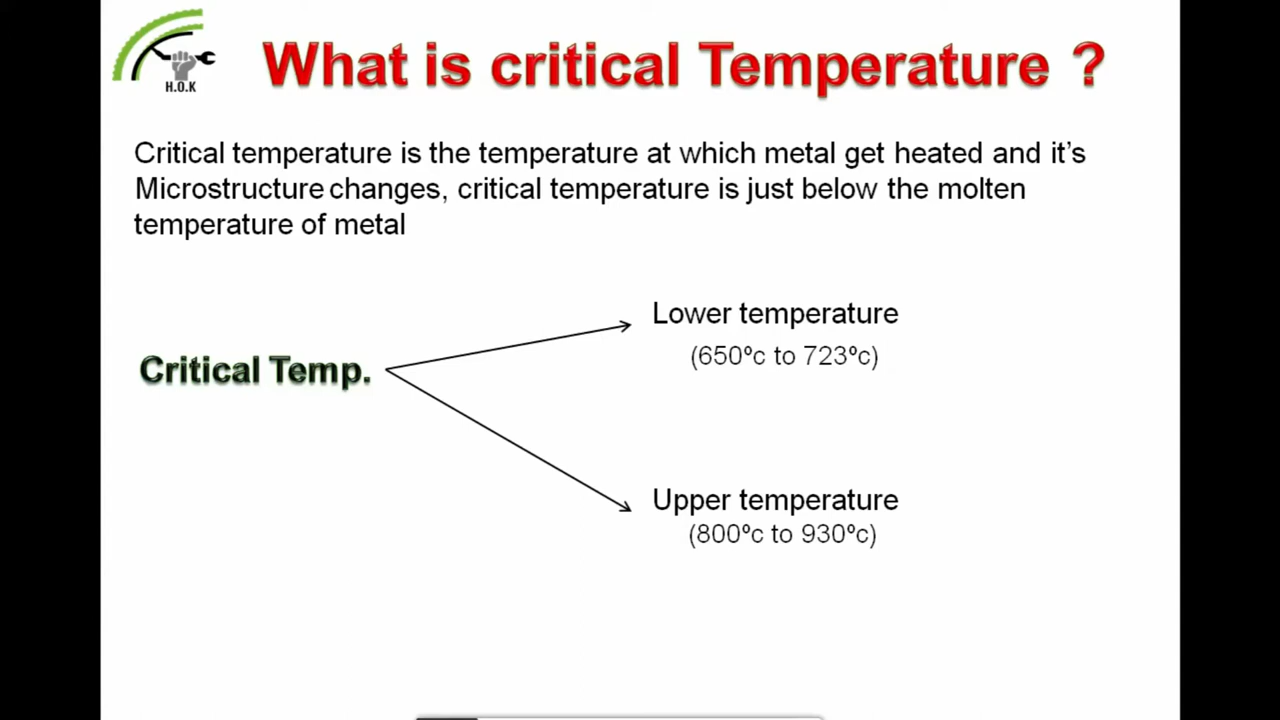 H.O.K
What is critical Temperature ?
Critical temperature is the temperature at which metal get heated and it’s
Microstructure changes, critical temperature is just below the molten
temperature of metal
Critical Temp.
Lower temperature
(650ºc to 723ºc)
Upper temperature
(800ºc to 930ºc)